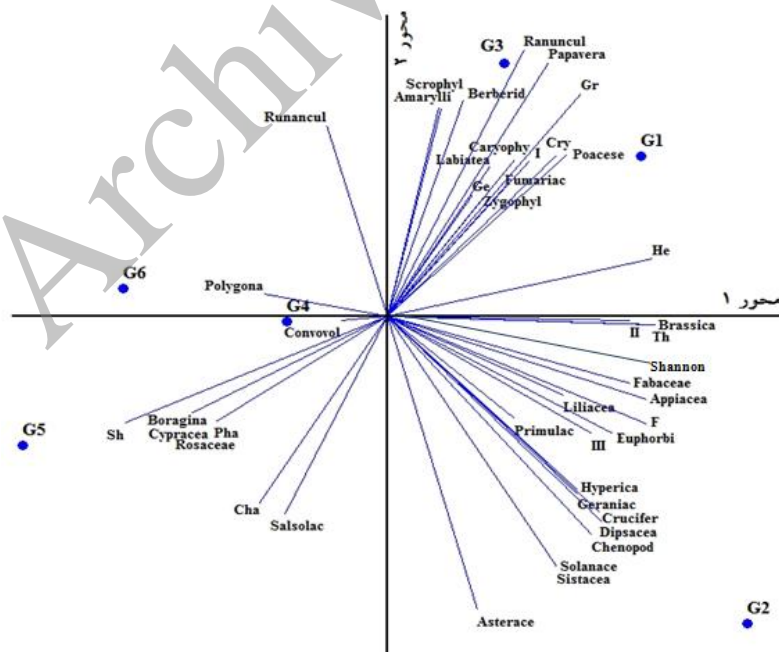 Archiv
محور ۲
G3
Ranuncul
Papavera
Scrophyl
Amarylli
Berberid
Gr
Runancul
Caryophy
I
Cry
Poacese
G1
Labiatea
Ge
Fumariac
Zygophyl
He
G6
Polygona
محور ۱
G4
Convovol
Brassica
II
Th
Shannon
Fabaceae
Appiacea
Liliacea
F
Boragina
Sh
Cypracea
Pha
Rosaceae
Primulac
III
Euphorbi
G5
Hyperica
Geraniac
Cha
Salsolac
Crucifer
Dipsacea
Chenopod
Solanace
Sistacea
Asterace
G2